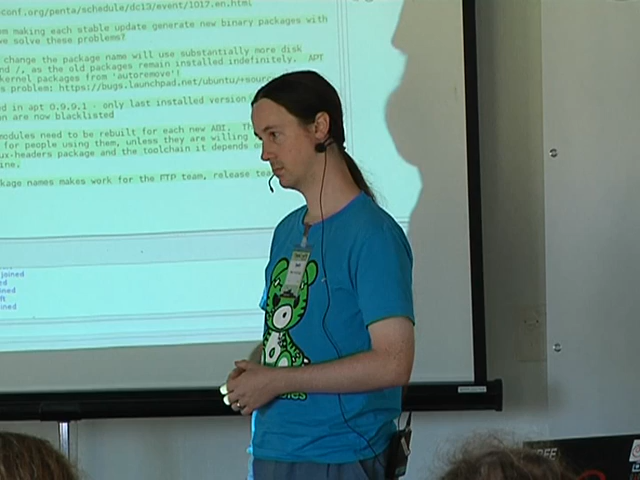 conf.org/penta/schedule/dc13/event/1017.en.html
om making each stable update generate new binary packages with
ve solve these problems?
change the package name will use substantially more disk
nd /, as the old packages remain installed indefinitely. APT
kernel packages from 'autoremove'!
s problem: https://bugs.launchpad.net/ubuntu/+sourc
ed in apt 0.9.9.1 - only last installed version
on are now blacklisted
modules need to be rebuilt for each new ABI. Th
for people using them, unless they are willing
ux-headers package and the toolchain it depends o
ine.
kage names makes work for the FTP team, release tea
joined
ed
ined
ft
ined